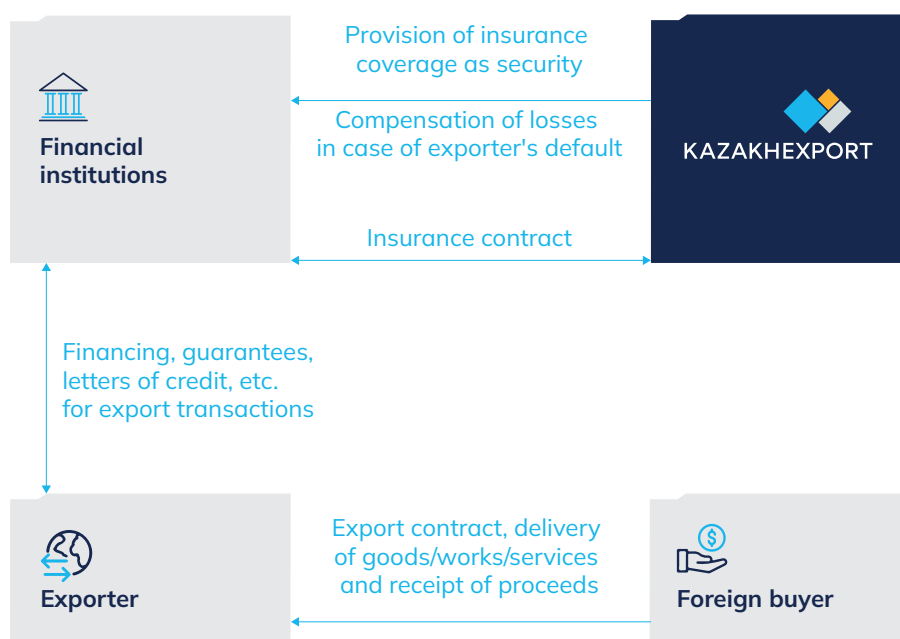 Provision of insurance
coverage as security
Financial
institutions
Compensation of losses
in case of exporter's default
KAZAKHEXPORT
Insurance contract
Financing, guarantees,
letters of credit, etc.
for export transactions
Exporter
Export contract, delivery
of goods/works/services
and receipt of proceeds
$
Foreign buyer